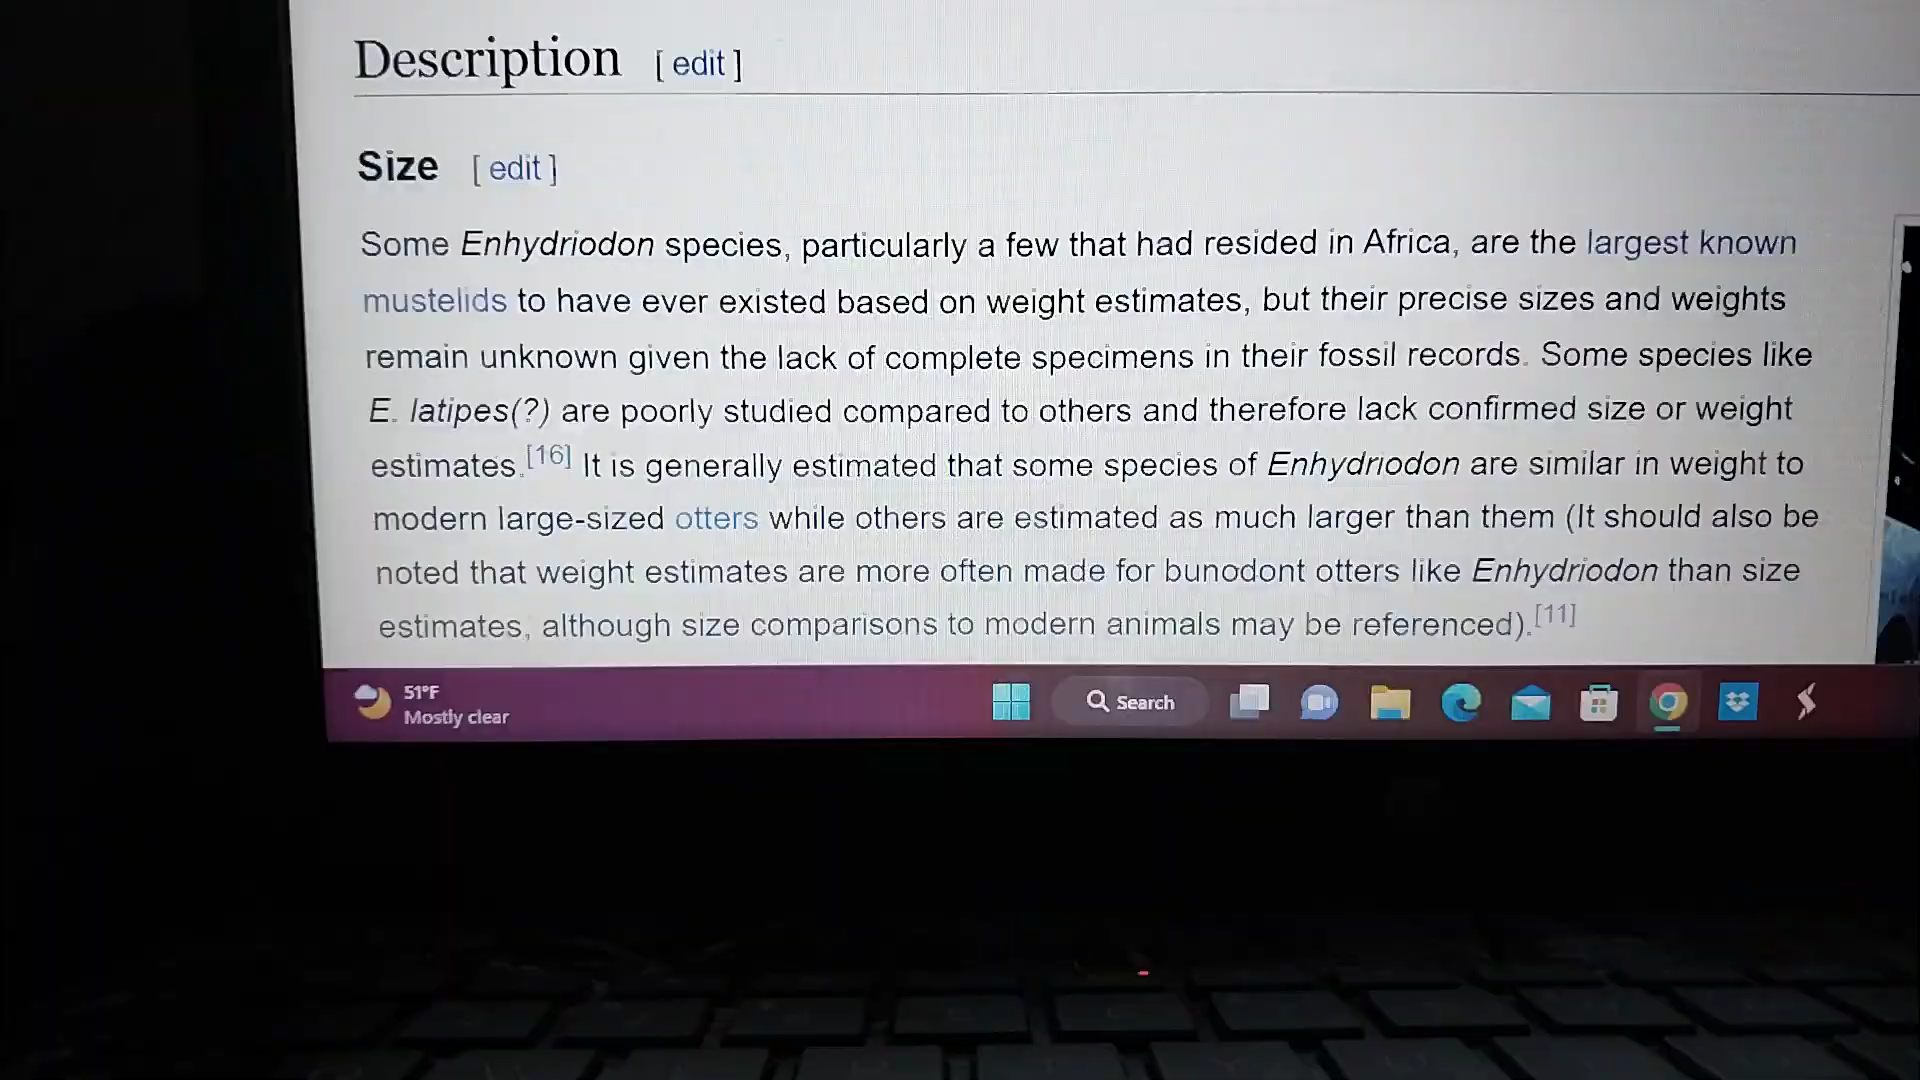 Description [ edit ]
Size [ edit ]
Some Enhydriodon species, particularly a few that had resided in Africa, are the largest known
mustelids to have ever existed based on weight estimates, but their precise sizes and weights
remain unknown given the lack of complete specimens in their fossil records. Some species like
E. latipes(?) are poorly studied compared to others and therefore lack confirmed size or weight
estimates.[16] It is generally estimated that some species of Enhydriodon are similar in weight to
modern large-sized otters while others are estimated as much larger than them (It should also be
noted that weight estimates are more often made for bunodont otters like Enhydriodon than size
estimates, although size comparisons to modern animals may be referenced).[11]
51°F
Mostly clear
Search